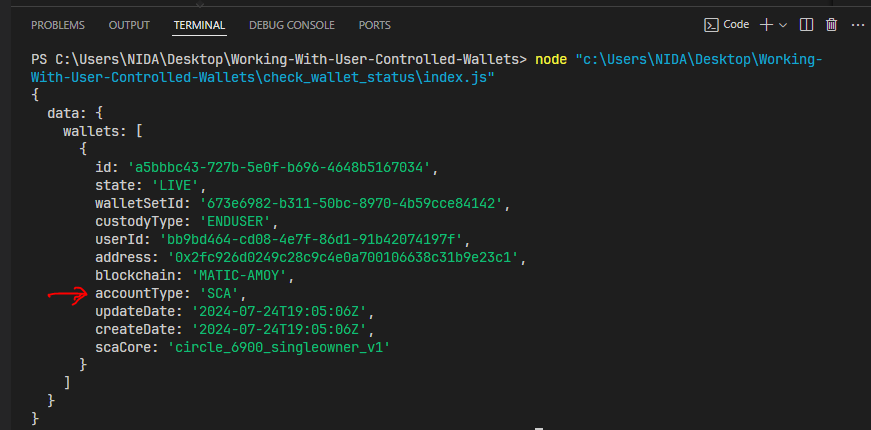 PROBLEMS OUTPUT TERMINAL DEBUG CONSOLE PORTS Code
PS C:\Users\NIDA\Desktop\Working-With-User-Controlled-Wallets> node "c:\Users\NIDA\Desktop\Working-
With-User-Controlled-Wallets\check_wallet_status\index.js"
{
  data: {
    wallets: [
      {
        id: 'a5bbbc43-727b-5e0f-b696-4648b5167034',
        state: 'LIVE',
        walletSetId: '673e6982-b311-50bc-8970-4b59cce84142',
        custodyType: 'ENDUSER',
        userId: 'bb9bd464-cd08-4e7f-86d1-91b42074197f',
        address: '0x2fc926d0249c28c9c4e0a700106638c31b9e23c1',
        blockchain: 'MATIC-AMOY',
        accountType: 'SCA',
        updateDate: '2024-07-24T19:05:06Z',
        createDate: '2024-07-24T19:05:06Z',
        scaCore: 'circle_6900_singleowner_v1'
      }
    ]
  }
}